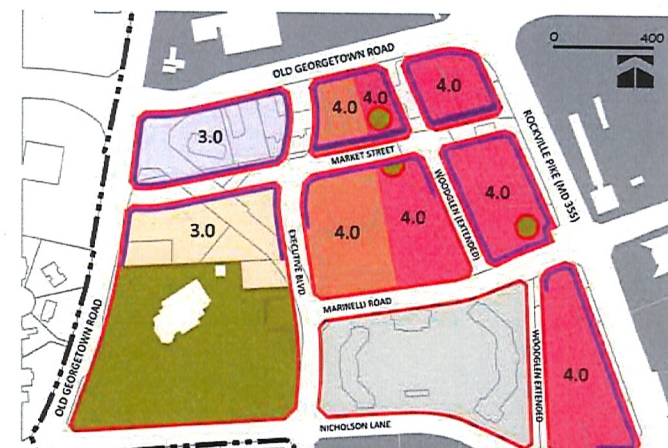 0 400
OLD GEORGETOWN ROAD
4.0
4.0
4.0
3.0
MARKET STREET
ROCKVILLE PIKE (MD 355)
4.0
WOODGLEN (EXTENDED)
3.0
4.0
4.0
EXECUTIVE BLVD
MARINELLI ROAD
OLD GEORGETOWN ROAD
WOODGLEN EXTENDED
4.0
NICHOLSON LANE